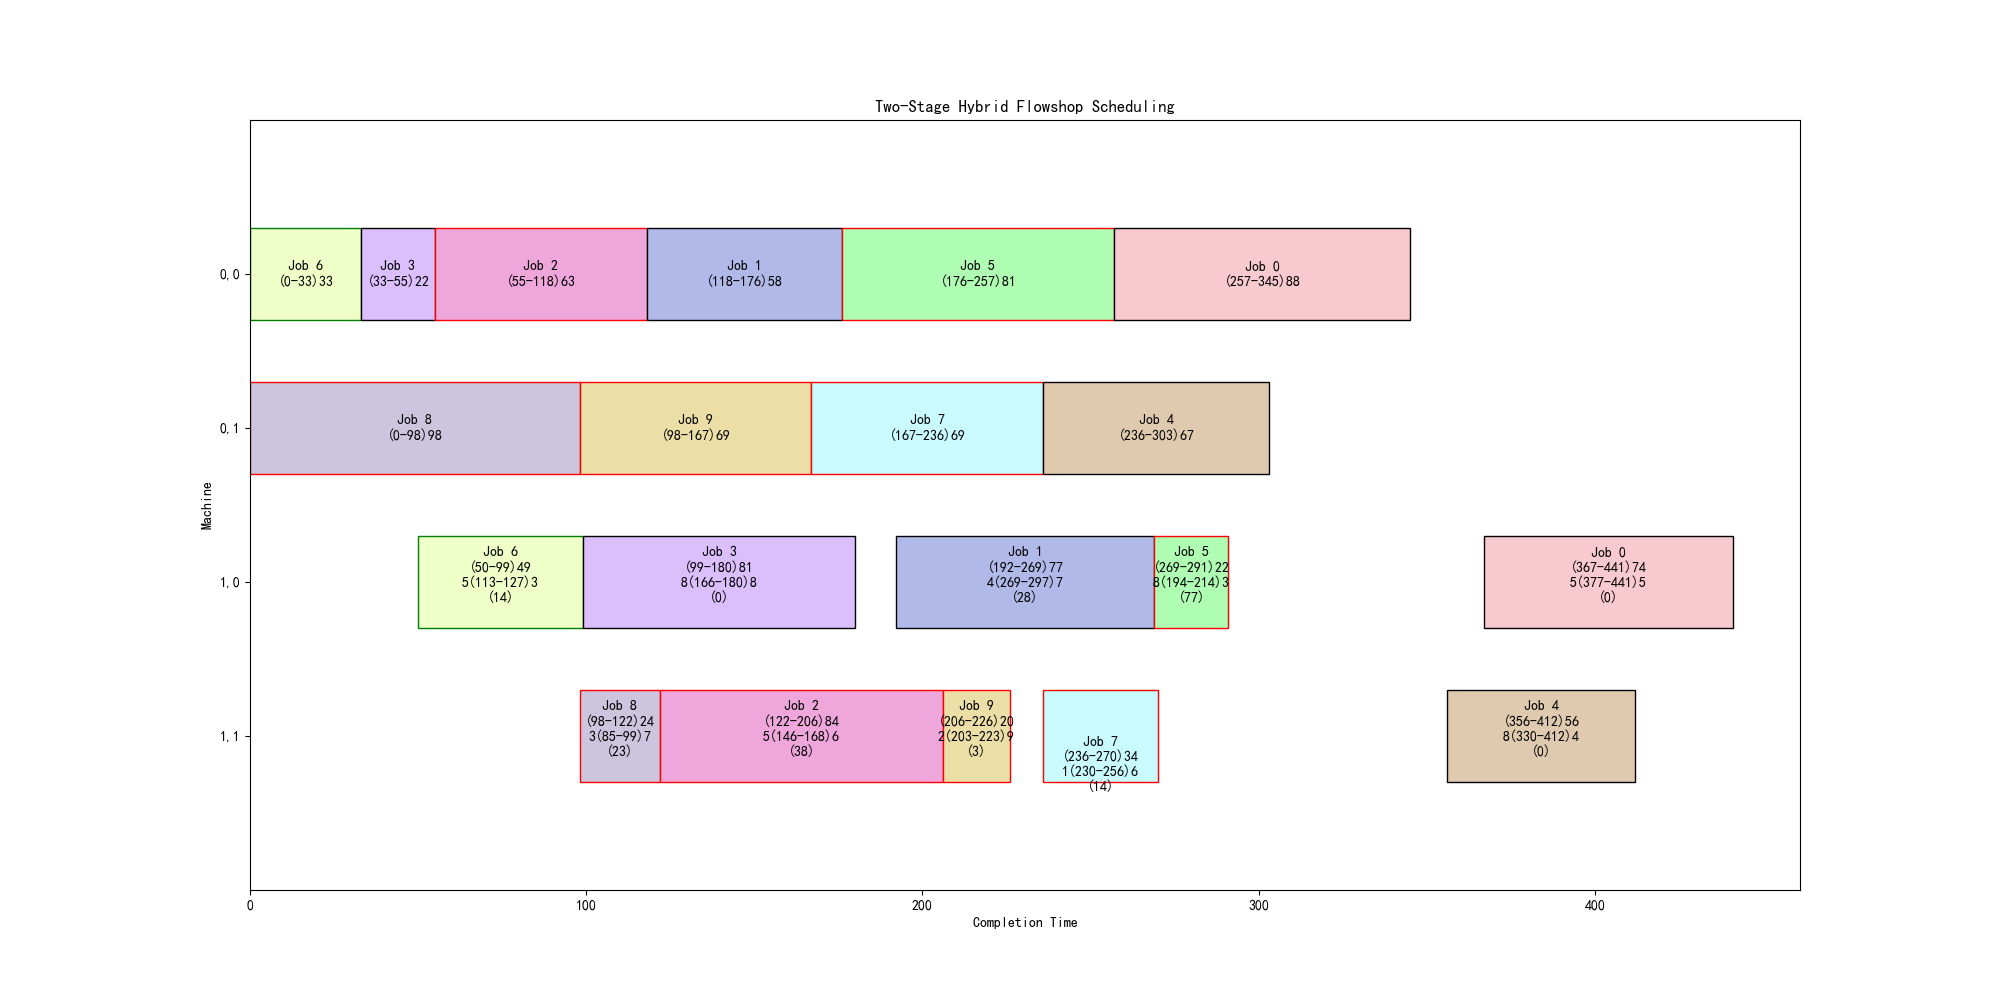 Two-Stage Hybrid Flowshop Scheduling
0,0
Job 6
(0-33)33
Job 3
(33-55)22
Job 2
(55-118)63
Job 1
(118-176)58
Job 5
(176-257)81
Job 0
(257-345)88
0,1
Job 8
(0-98)98
Job 9
(98-167)69
Job 7
(167-236)69
Job 4
(236-303)67
Machine
1,0
Job 6
(50-99)49
5(113-127)3
(14)
Job 3
(99-180)81
8(166-180)8
(0)
Job 1
(192-269)77
4(269-297)7
(28)
Job 5
(269-291)22
8(194-214)3
(77)
Job 0
(367-441)74
5(377-441)5
(0)
1,1
Job 8
(98-122)24
3(85-99)7
(23)
Job 2
(122-206)84
5(146-168)6
(38)
Job 9
(206-226)20
2(203-223)9
(3)
Job 7
(236-270)34
1(230-256)6
(14)
Job 4
(356-412)56
8(330-412)4
(0)
0
100
200
300
400
Completion Time